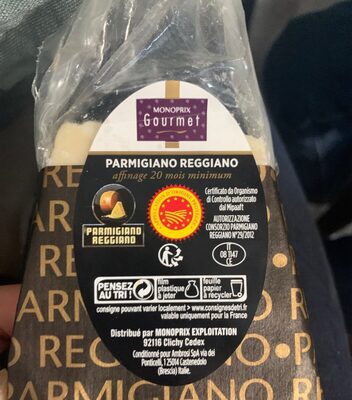 MONOPRIX
Gourmet
PARMIGIANO REGGIANO
affinage 20 mois minimum
PARMIGIANO
REGGIANO
Certificato da Organismo
di Controllo autorizzato
dal Mipaaft
AUTORIZZAZIONE
CONSORZIO PARMIGIANO
REGGIANO N°29/2012
IT
08 1147
CE
PENSEZ
AU TRI !
film
plastique
à jeter
feuille
papier
à recycler
consigne pouvant varier localement > www.consignesdetri.fr
valable uniquement pour la France
Distribué par MONOPRIX EXPLOITATION
92116 Clichy Cedex
Conditionné pour Ambrosi SpA via dei
Ponticelli, 1 25014 Castenedolo
(Brescia) Italie.
PARMIGIANO